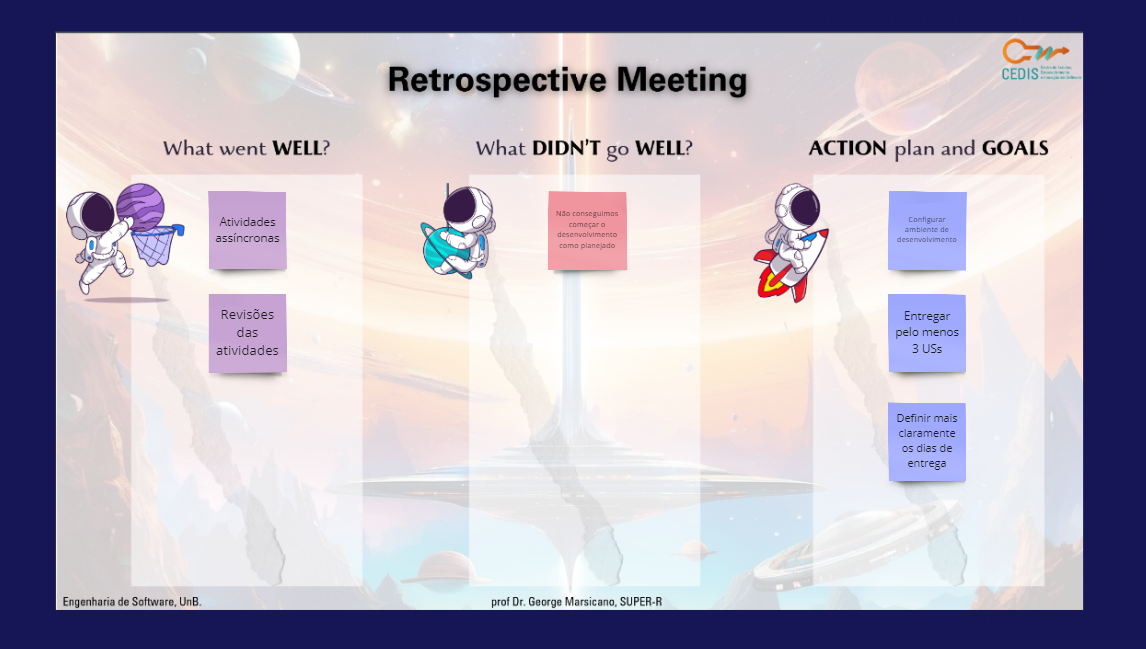 Retrospective Meeting
CEDIS
What went WELL?
Atividades
assíncronas
Revisões
das
atividades
What DIDN'T go WELL?
Não conseguimos
começar o
desenvolvimento
como planejado
ACTION plan and GOALS
Configurar
ambiente de
desenvolvimento
Entregar
pelo menos
3 USs
Definir mais
claramente
os dias de
entrega
Engenharia de Software, UnB.
prof Dr. George Marsicano, SUPER-R